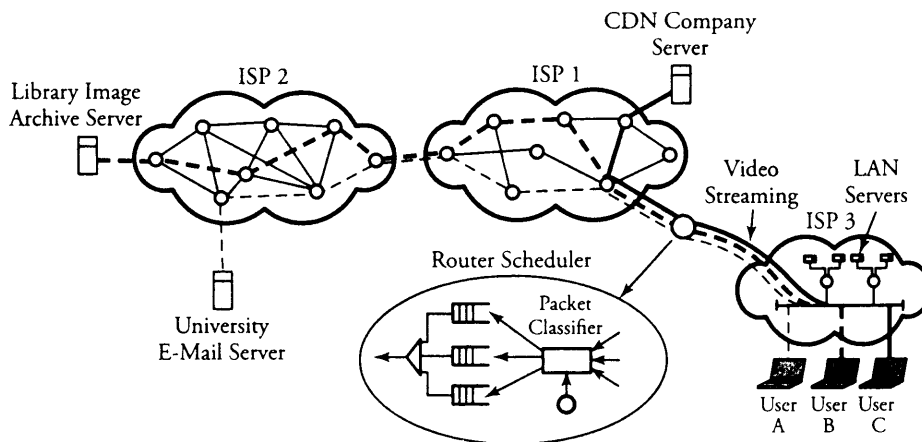 CDN Company
Server
ISP 2
ISP 1
Library Image
Archive Server
Video
Streaming
LAN
Servers
ISP 3
Router Scheduler
Packet
Classifier
University
E-Mail Server
User
A
User
B
User
C